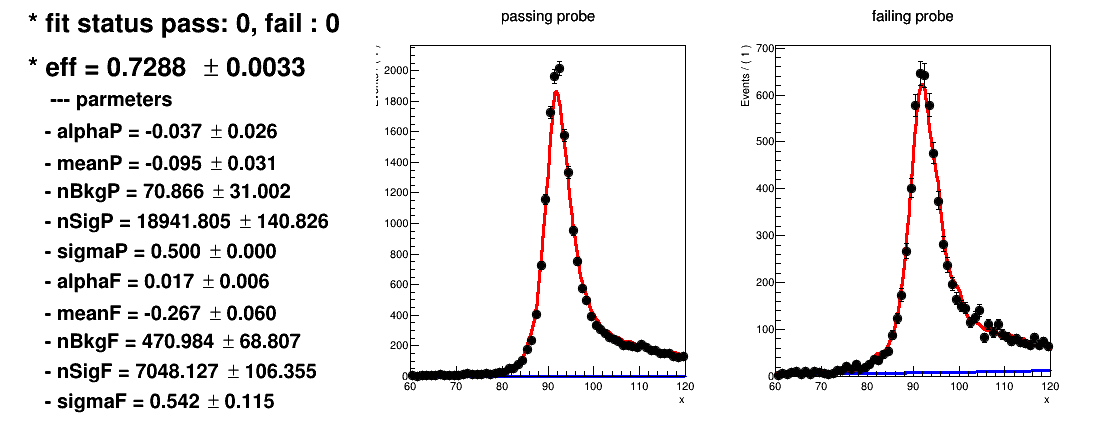 * fit status pass: 0, fail : 0
* eff = 0.7288 ± 0.0033
--- parmeters
- alphaP = -0.037 ± 0.026
- meanP = -0.095 ± 0.031
- nBkgP = 70.866 ± 31.002
- nSigP = 18941.805 ± 140.826
- sigmaP = 0.500 ± 0.000
- alphaF = 0.017 ± 0.006
- meanF = -0.267 ± 0.060
- nBkgF = 470.984 ± 68.807
- nSigF = 7048.127 ± 106.355
- sigmaF = 0.542 ± 0.115
passing probe
2000
1800
1600
1400
1200
1000
800
600
400
200
0
60 70 80 90 100 110 120
x
failing probe
Events / ( 1 )
700
600
500
400
300
200
100
0
60 70 80 90 100 110 120
x